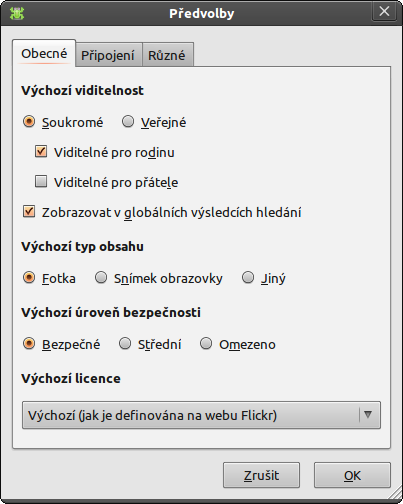 Předvolby
Obecné Připojení Různé
Výchozí viditelnost
Soukromé Veřejné
Viditelné pro rodinu
Viditelné pro přátele
Zobrazovat v globálních výsledcích hledání
Výchozí typ obsahu
Fotka Snímek obrazovky Jiný
Výchozí úroveň bezpečnosti
Bezpečné Střední Omezeno
Výchozí licence
Výchozí (jak je definována na webu Flickr)
Zrušit OK